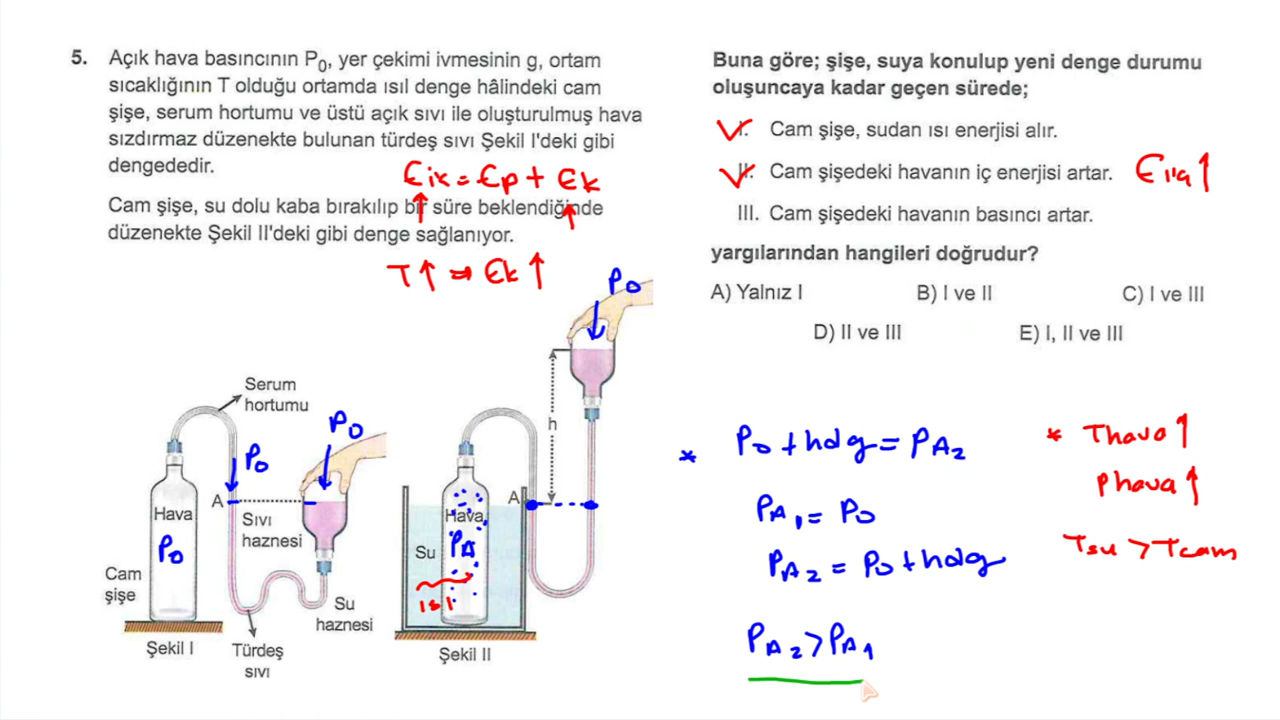 5. Açık hava basıncının P0, yer çekimi ivmesinin g, ortam
sıcaklığının T olduğu ortamda ısıl denge hâlindeki cam
şişe, serum hortumu ve üstü açık sıvı ile oluşturulmuş hava
sızdırmaz düzenekte bulunan türdeş sıvı Şekil I'deki gibi
dengededir.
Eik = Ep + Ek
Cam şişe, su dolu kaba bırakılıp bir süre beklendiğinde
düzenekte Şekil II'deki gibi denge sağlanıyor.
T↑ ⇒ Ek↑
P0
Serum
hortumu
P0
P0
h
A
Hava
P0
Sıvı
haznesi
Cam
şişe
Su
haznesi
Şekil I
Türdeş
sıvı
A
Hava
PA
Su
ısı
Şekil II
Buna göre; şişe, suya konulup yeni denge durumu
oluşuncaya kadar geçen sürede;
I. Cam şişe, sudan ısı enerjisi alır.
II. Cam şişedeki havanın iç enerjisi artar.
III. Cam şişedeki havanın basıncı artar.
yargılarından hangileri doğrudur?
A) Yalnız I
B) I ve II
C) I ve III
D) II ve III
E) I, II ve III
* P0 + hdg = PA2
PA1 = P0
PA2 = P0 + hdg
PA2 > PA1
* Thava↑
Phava↑
Tsu > Tcam